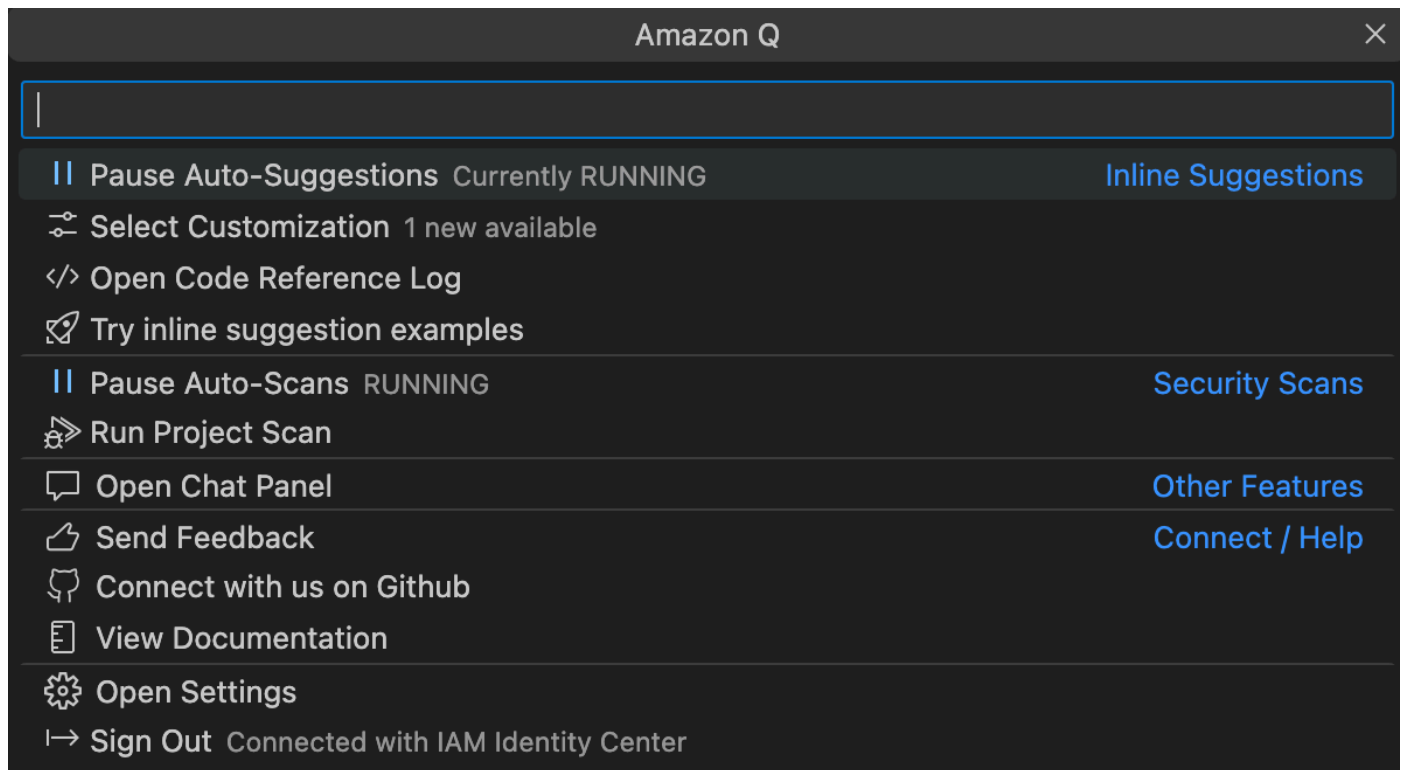 Amazon Q
Pause Auto-Suggestions Currently RUNNING Inline Suggestions
Select Customization 1 new available
Open Code Reference Log
Try inline suggestion examples
Pause Auto-Scans RUNNING Security Scans
Run Project Scan
Open Chat Panel Other Features
Send Feedback Connect / Help
Connect with us on Github
View Documentation
Open Settings
Sign Out Connected with IAM Identity Center